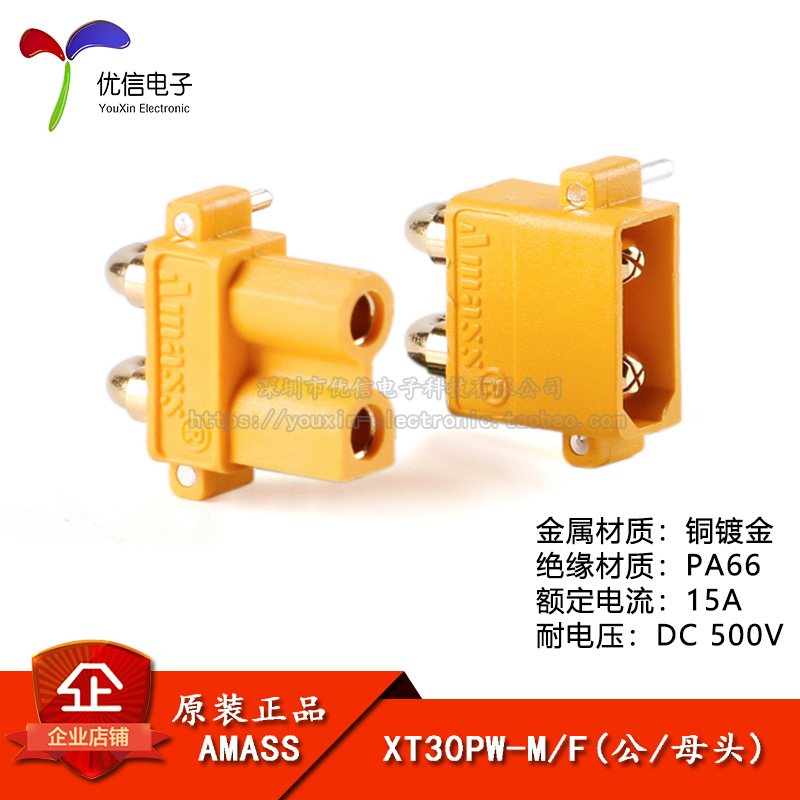 优信电子
YouXin Electronic
Amass®
Amass®
深圳市优信电子科技有限公司
https://youxin-electronic.taobao.com
金属材质：铜镀金
绝缘材质：PA66
额定电流：15A
耐电压：DC 500V
企
企业店铺
原装正品
AMASS
XT30PW-M/F(公/母头)